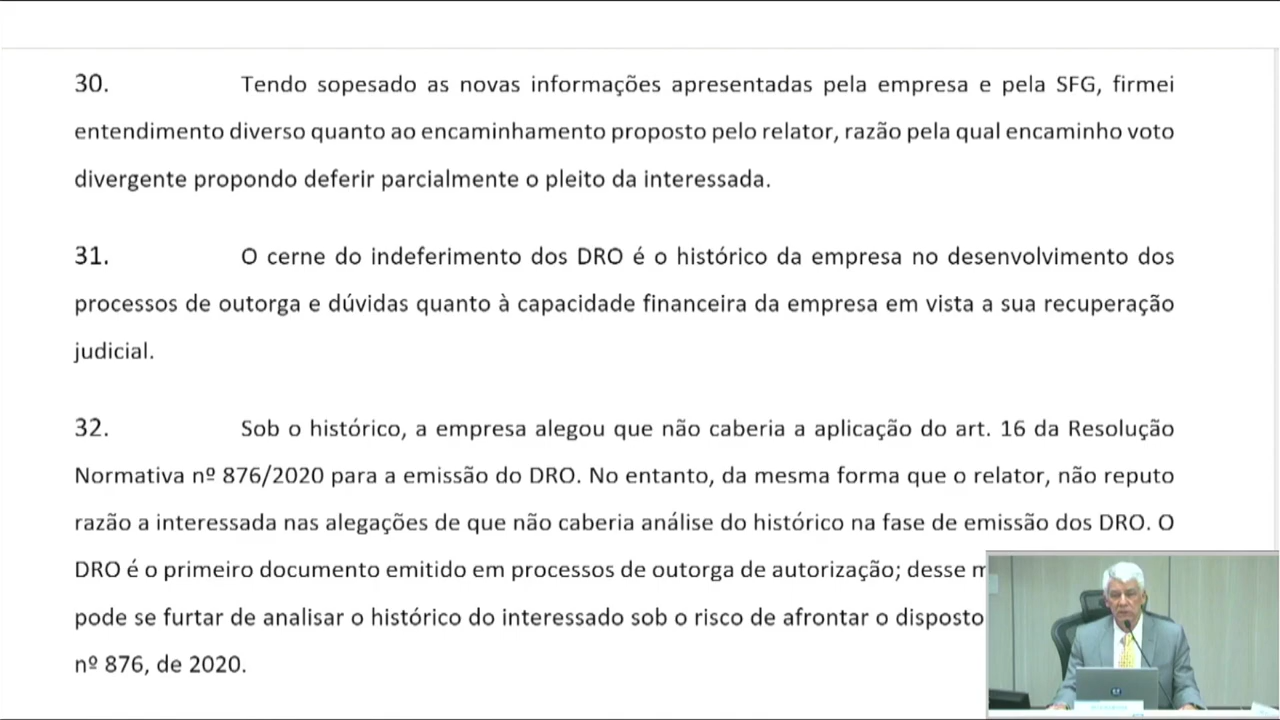 30. Tendo sopesado as novas informações apresentadas pela empresa e pela SFG, firmei
entendimento diverso quanto ao encaminhamento proposto pelo relator, razão pela qual encaminho voto
divergente propondo deferir parcialmente o pleito da interessada.
31. O cerne do indeferimento dos DRO é o histórico da empresa no desenvolvimento dos
processos de outorga e dúvidas quanto à capacidade financeira da empresa em vista a sua recuperação
judicial.
32. Sob o histórico, a empresa alegou que não caberia a aplicação do art. 16 da Resolução
Normativa nº 876/2020 para a emissão do DRO. No entanto, da mesma forma que o relator, não reputo
razão a interessada nas alegações de que não caberia análise do histórico na fase de emissão dos DRO. O
DRO é o primeiro documento emitido em processos de outorga de autorização; desse
pode se furtar de analisar o histórico do interessado sob o risco de afrontar o disposto
nº 876, de 2020.